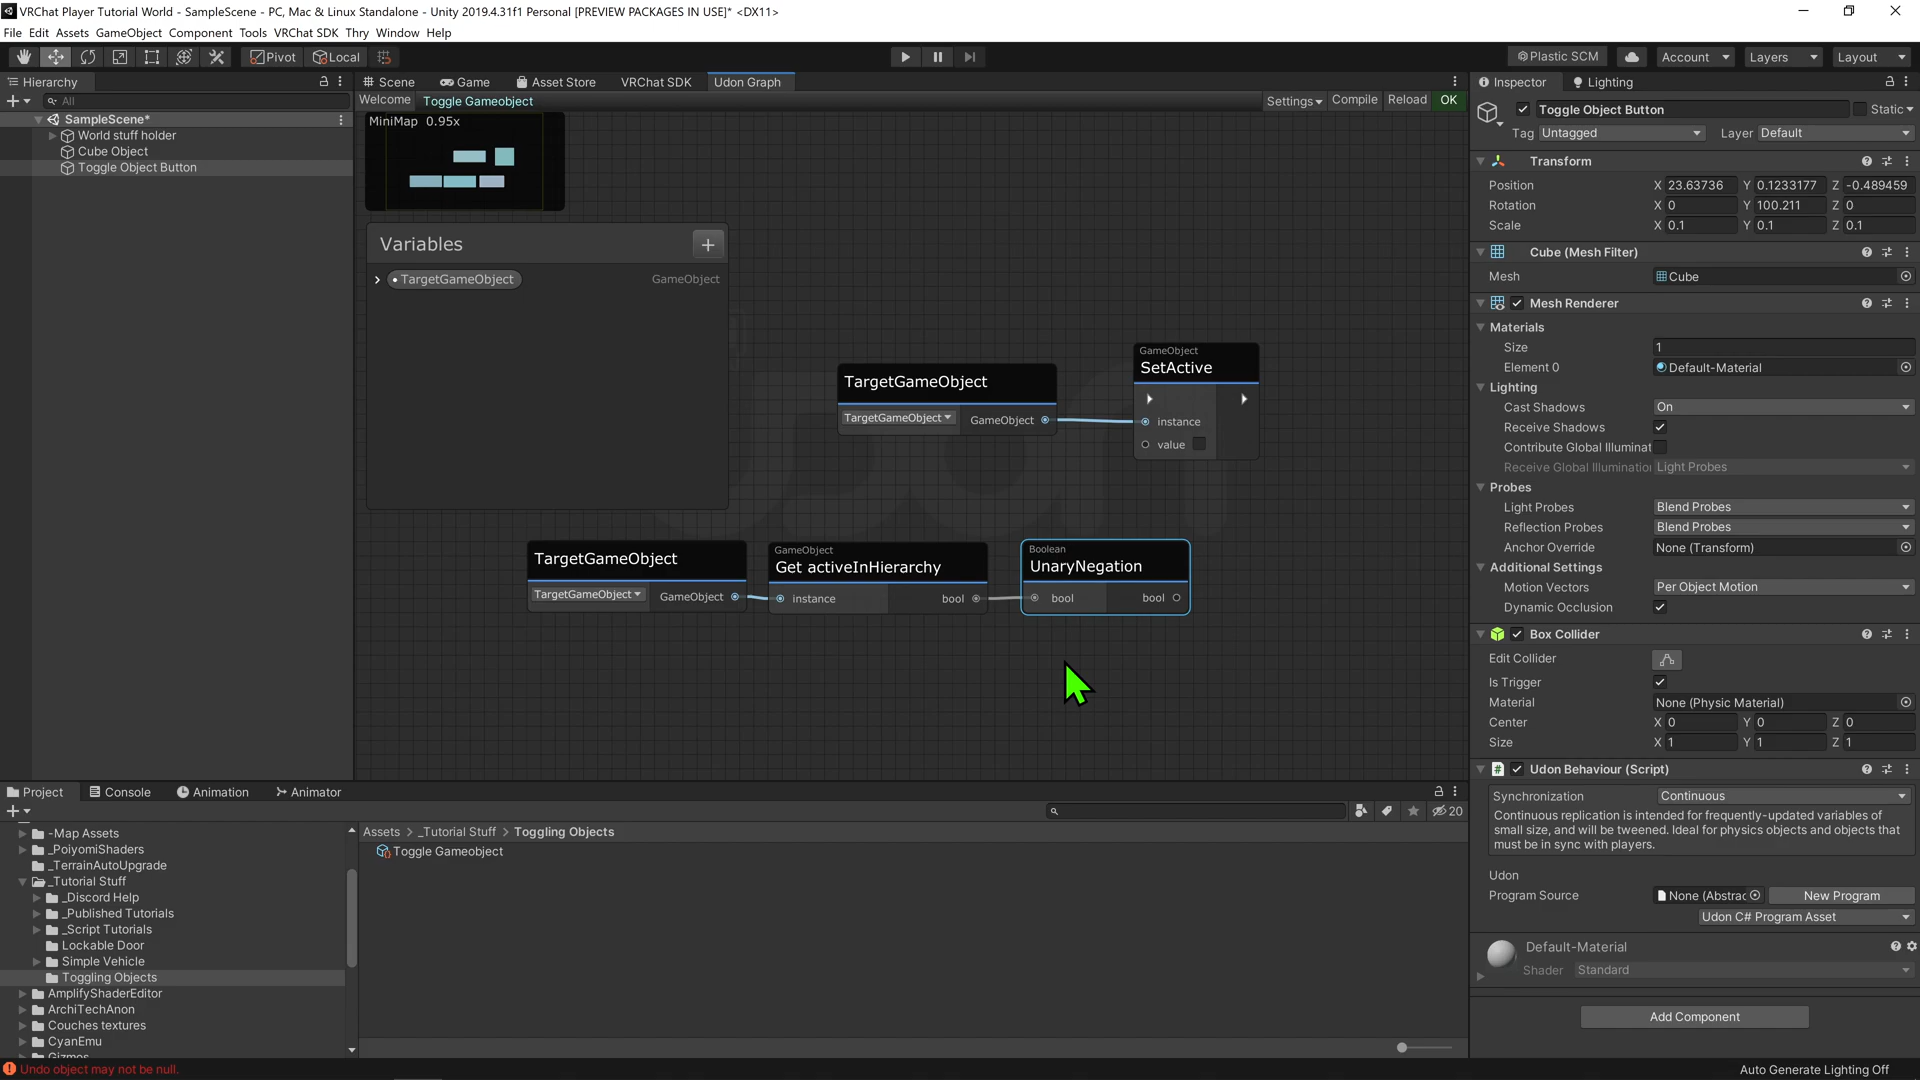 VRChat Player Tutorial World - SampleScene - PC, Mac & Linux Standalone - Unity 2019.4.31f1 Personal [PREVIEW PACKAGES IN USE]* <DX11>
File Edit Assets GameObject Component Tools VRChat SDK Thry Window Help
Pivot Local Plastic SCM Account Layers Layout
Hierarchy
All
SampleScene*
World stuff holder
Cube Object
Toggle Object Button
Scene Game Asset Store VRChat SDK Udon Graph
Welcome Toggle Gameobject Settings Compile Reload OK
MiniMap 0.95x
Variables +
TargetGameObject GameObject
TargetGameObject
TargetGameObject GameObject
GameObject
SetActive
instance
value
TargetGameObject
TargetGameObject GameObject
GameObject
Get activeInHierarchy
instance bool
Boolean
UnaryNegation
bool bool
Inspector Lighting
Toggle Object Button Static
Tag Untagged Layer Default
Transform
Position X 23.63736 Y 0.1233177 Z -0.489459
Rotation X 0 Y 100.211 Z 0
Scale X 0.1 Y 0.1 Z 0.1
Cube (Mesh Filter)
Mesh Cube
Mesh Renderer
Materials
Size 1
Element 0 Default-Material
Lighting
Cast Shadows On
Receive Shadows
Contribute Global Illuminat
Receive Global Illumination Light Probes
Probes
Light Probes Blend Probes
Reflection Probes Blend Probes
Anchor Override None (Transform)
Additional Settings
Motion Vectors Per Object Motion
Dynamic Occlusion
Box Collider
Edit Collider
Is Trigger
Material None (Physic Material)
Center X 0 Y 0 Z 0
Size X 1 Y 1 Z 1
Udon Behaviour (Script)
Synchronization Continuous
Continuous replication is intended for frequently-updated variables of
small size, and will be tweened. Ideal for physics objects and objects that
must be in sync with players.
Udon
Program Source None (Abstrac New Program
Udon C# Program Asset
Default-Material
Shader Standard
Add Component
Project Console Animation Animator
20
-Map Assets
_PoiyomiShaders
_TerrainAutoUpgrade
_Tutorial Stuff
_Discord Help
_Published Tutorials
_Script Tutorials
Lockable Door
Simple Vehicle
Toggling Objects
AmplifyShaderEditor
ArchiTechAnon
Couches textures
CyanEmu
Gizmos
Assets > _Tutorial Stuff > Toggling Objects
Toggle Gameobject
Undo object may not be null.
Auto Generate Lighting Off